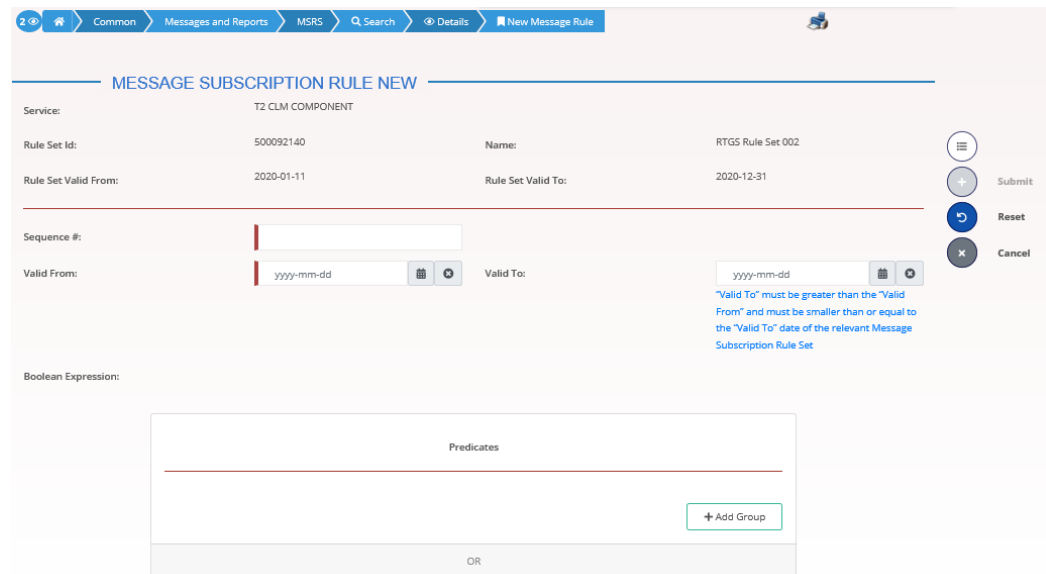 2 Common Messages and Reports MSRS Search Details New Message Rule
MESSAGE SUBSCRIPTION RULE NEW
Service: T2 CLM COMPONENT
Rule Set Id: 500092140 Name: RTGS Rule Set 002
Rule Set Valid From: 2020-01-11 Rule Set Valid To: 2020-12-31
Submit
Reset
Cancel
Sequence #:
Valid From: yyyy-mm-dd Valid To: yyyy-mm-dd
"Valid To" must be greater than the "Valid
From" and must be smaller than or equal to
the "Valid To" date of the relevant Message
Subscription Rule Set
Boolean Expression:
Predicates
+ Add Group
OR